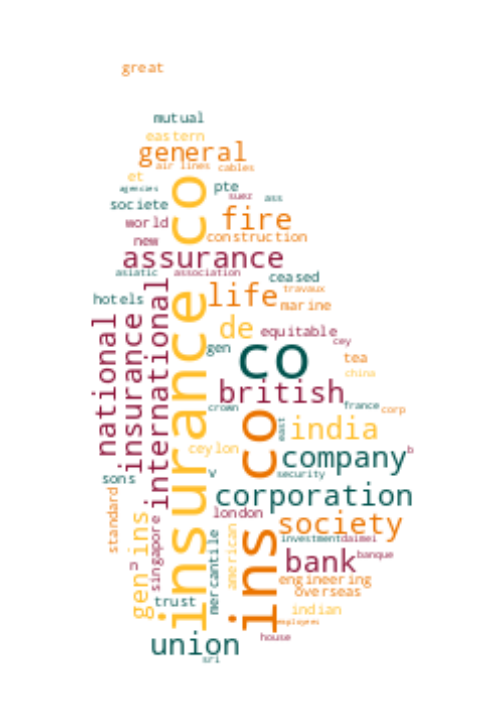 great
mutual
eastern
general
air lines
cables
et
agencies
pte
suez
ass
societe
co
world
fire
new
construction
assurance
asiatic
association
ceased
international
life
travaux
hotels
marine
national
insurance
insurance
de
equitable
gen
co
cey
tea
china
british
crown
france
corp
co
east
india
ceylon
company
b
sons
v
security
corporation
standard
london
society
gen
ins
singapore
mercantile
american
ins
investment
daimei
bank
banque
p
engineering
overseas
trust
indian
employees
union
house
sri